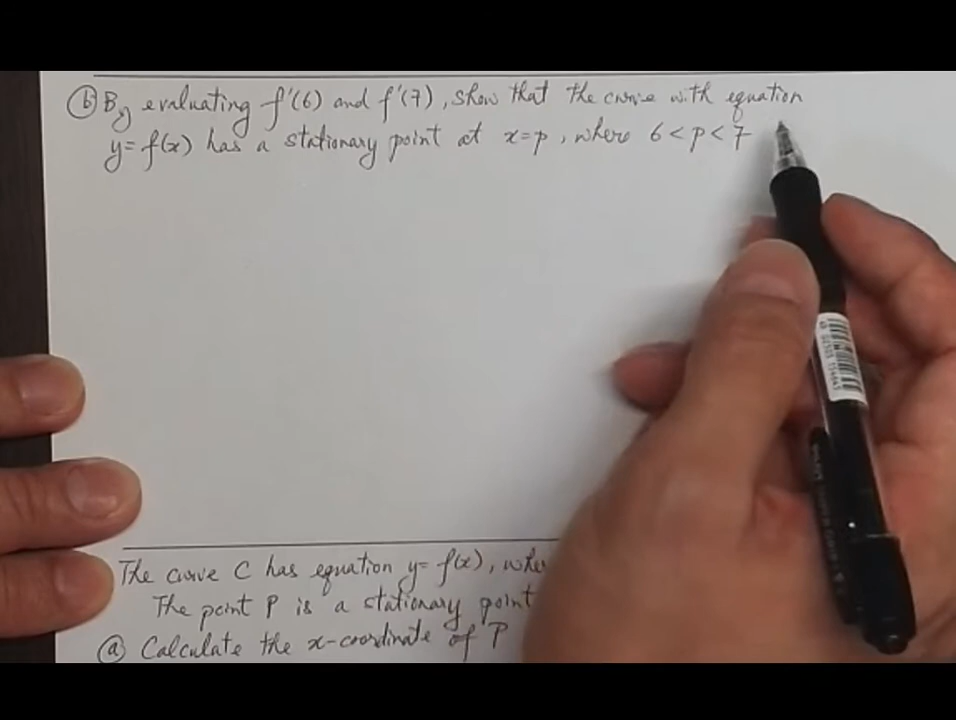 (b) By evaluating f'(6) and f'(7), show that the curve with equation
y=f(x) has a stationary point at x=p, where 6<p<7
The curve C has equation y=f(x),
The point P is a stationary point
(a) Calculate the x-coordinate of P